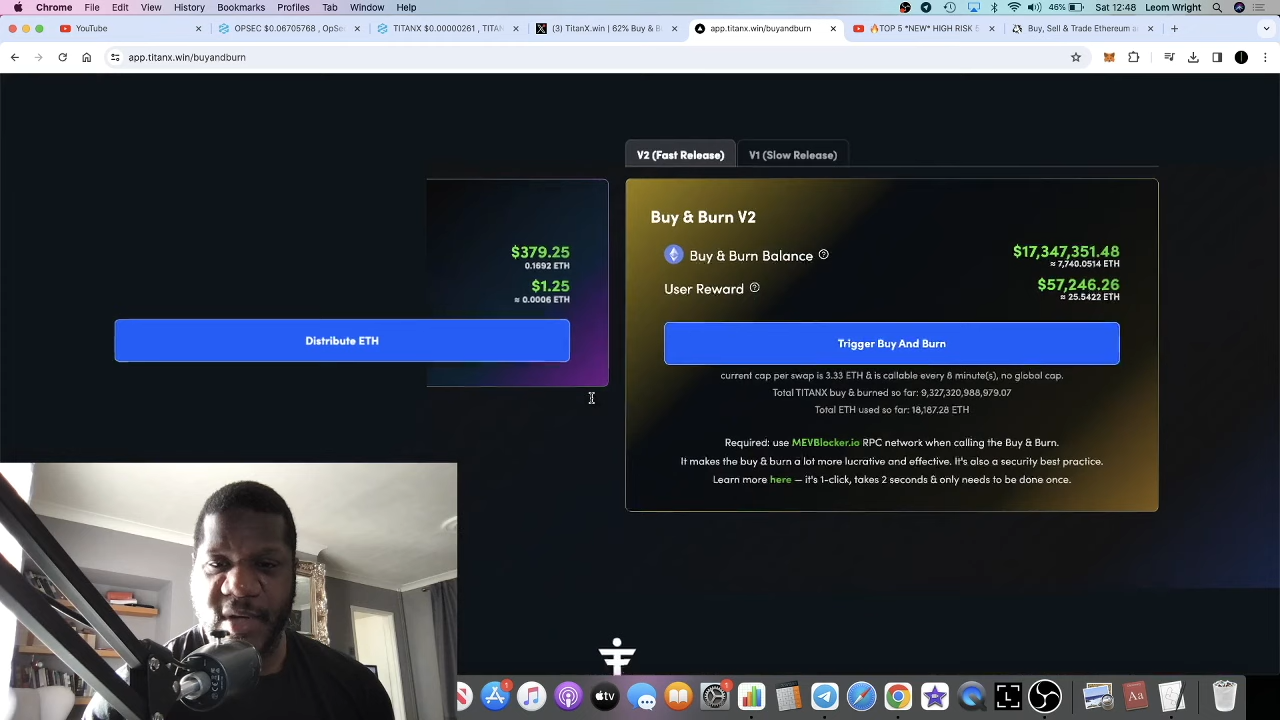 Chrome File Edit View History Bookmarks Profiles Tab Window Help 46% Sat 12:48 Leom Wright
YouTube
OPSEC $0.06705768 , OpSe
TITANX $0.00000261 , TITAN
(3) TitanX.win | 62% Buy & B
app.titanx.win/buyandburn
TOP 5 *NEW* HIGH RISK &
Buy, Sell & Trade Ethereum a
app.titanx.win/buyandburn
V2 (Fast Release) V1 (Slow Release)
$379.25
0.1692 ETH
$1.25
≈ 0.0006 ETH
Distribute ETH
Buy & Burn V2
Buy & Burn Balance $17,347,351.48
≈ 7,740.0514 ETH
User Reward $57,246.26
≈ 25.5422 ETH
Trigger Buy And Burn
current cap per swap is 3.33 ETH & is callable every 8 minute(s), no global cap.
Total TITANX buy & burned so far: 9,327,320,988,979.07
Total ETH used so far: 18,187.28 ETH
Required: use MEVBlocker.io RPC network when calling the Buy & Burn.
It makes the buy & burn a lot more lucrative and effective. It's also a security best practice.
Learn more here — it's 1-click, takes 2 seconds & only needs to be done once.
tv